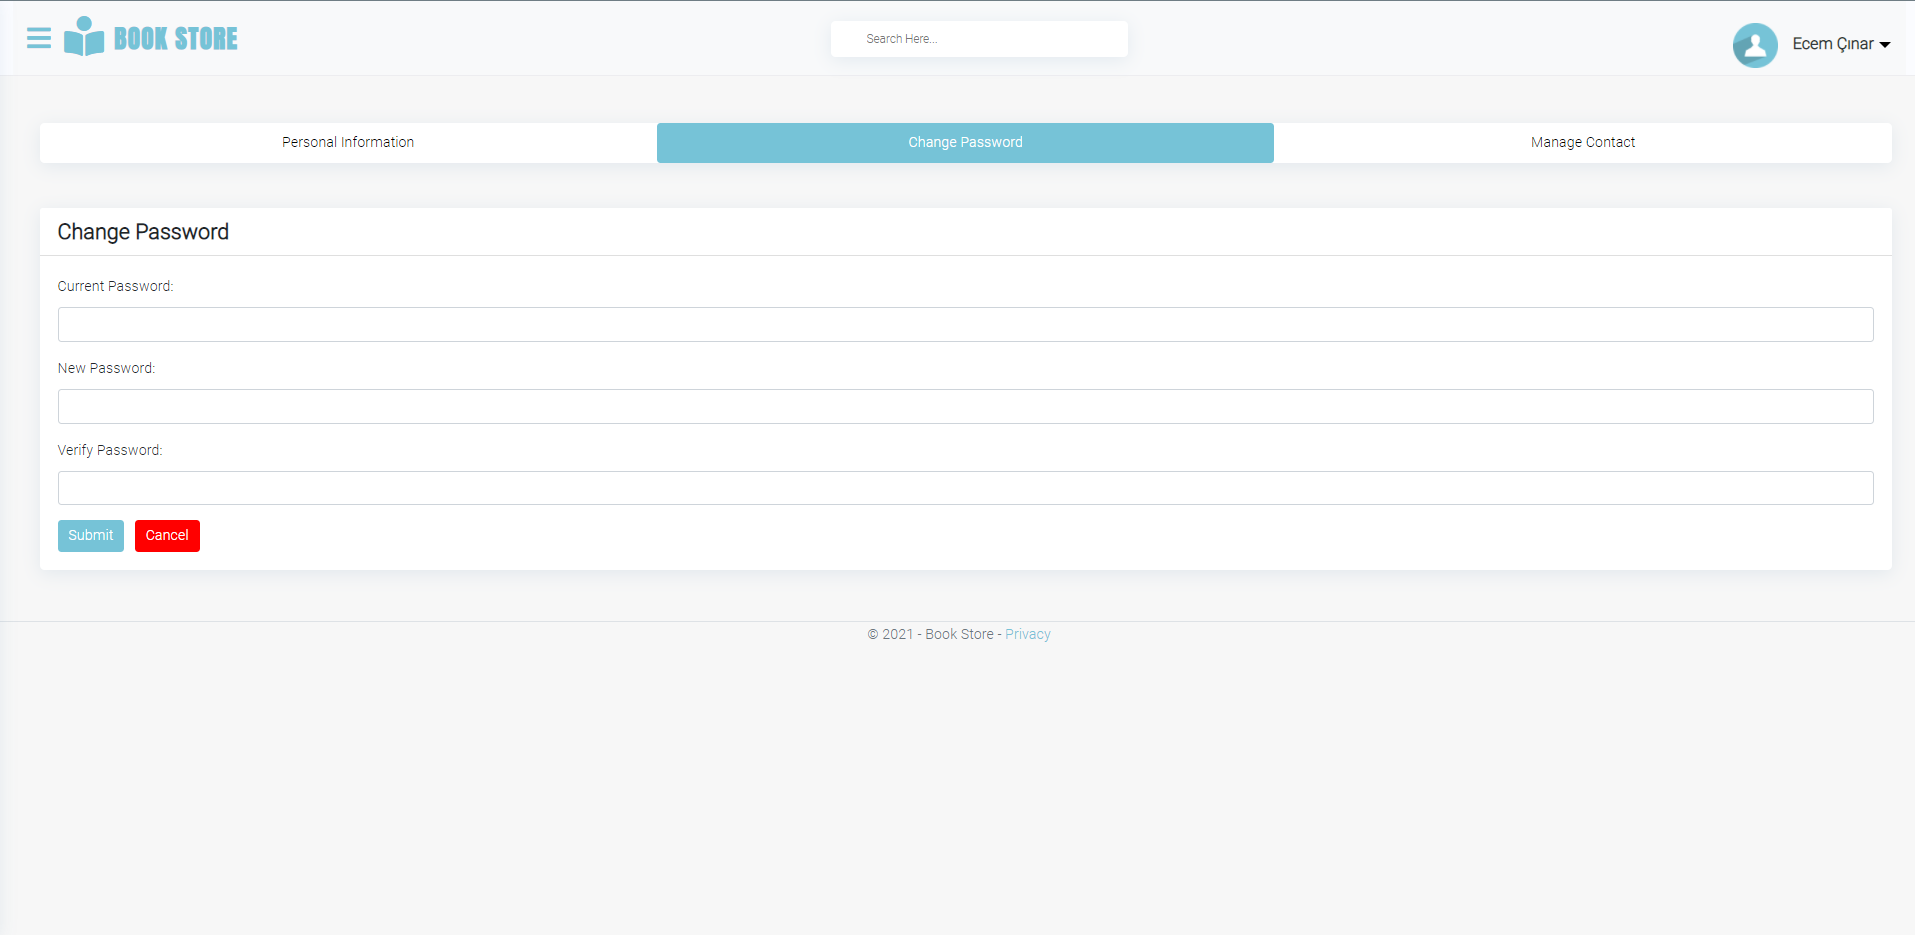 BOOK STORE
Search Here...
Ecem Çınar
Personal Information
Change Password
Manage Contact
Change Password
Current Password:
New Password:
Verify Password:
Submit
Cancel
© 2021 - Book Store - Privacy